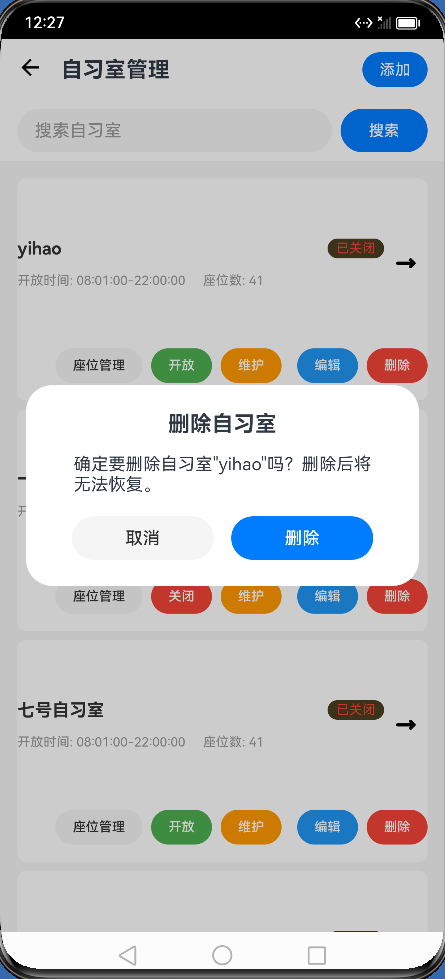 12:27
自习室管理
添加
搜索自习室
搜索
yihao
已关闭
开放时间: 08:01:00-22:00:00 座位数: 41
座位管理 开放 维护 编辑 删除
删除自习室
确定要删除自习室"yihao"吗？删除后将
无法恢复。
取消 删除
座位管理 关闭 维护 编辑 删除
七号自习室
已关闭
开放时间: 08:01:00-22:00:00 座位数: 41
座位管理 开放 维护 编辑 删除